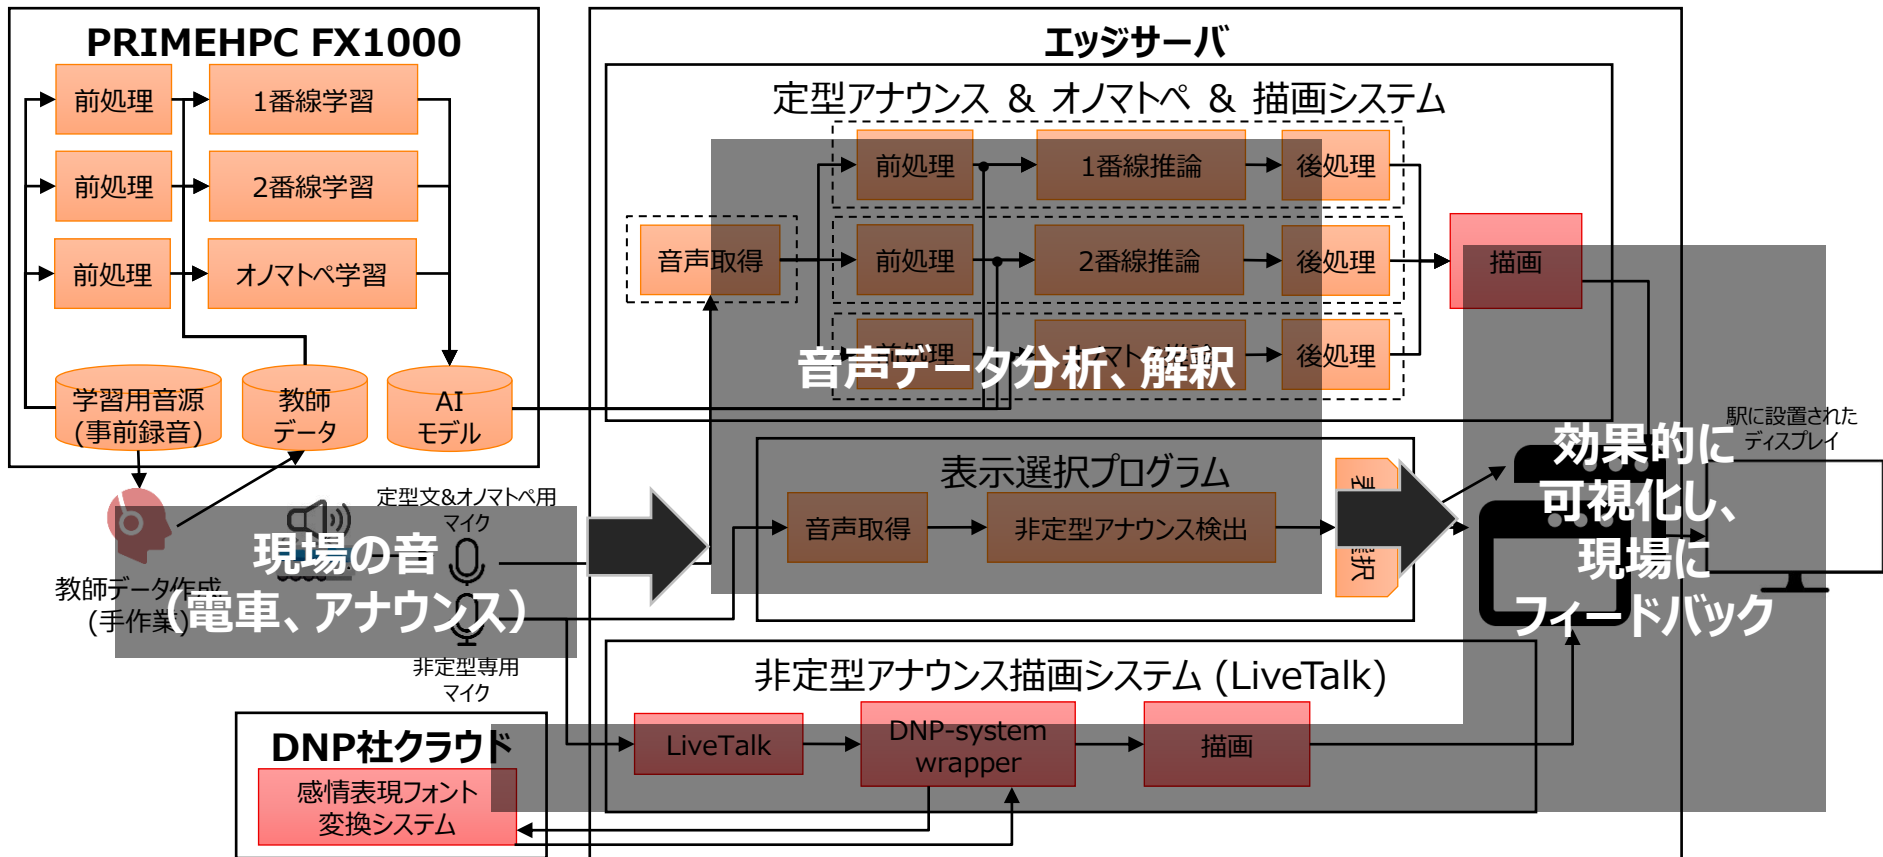 PRIMEHPC FX1000
前処理
1番線学習
前処理
2番線学習
前処理
オノマトペ学習
学習用音源
(事前録音)
教師
データ
AI
モデル
教師データ作成
(手作業)
定型文&オノマトペ用
マイク
非定型専用
マイク
現場の音
(電車、アナウンス)
エッジサーバ
定型アナウンス & オノマトペ & 描画システム
音声取得
前処理
1番線推論
後処理
前処理
2番線推論
後処理
前処理
オノマトペ推論
後処理
描画
音声データ分析、解釈
表示選択プログラム
音声取得
非定型アナウンス検出
選択
駅に設置された
ディスプレイ
効果的に
可視化し、
現場に
フィードバック
非定型アナウンス描画システム (LiveTalk)
LiveTalk
DNP-system
wrapper
描画
DNP社クラウド
感情表現フォント
変換システム